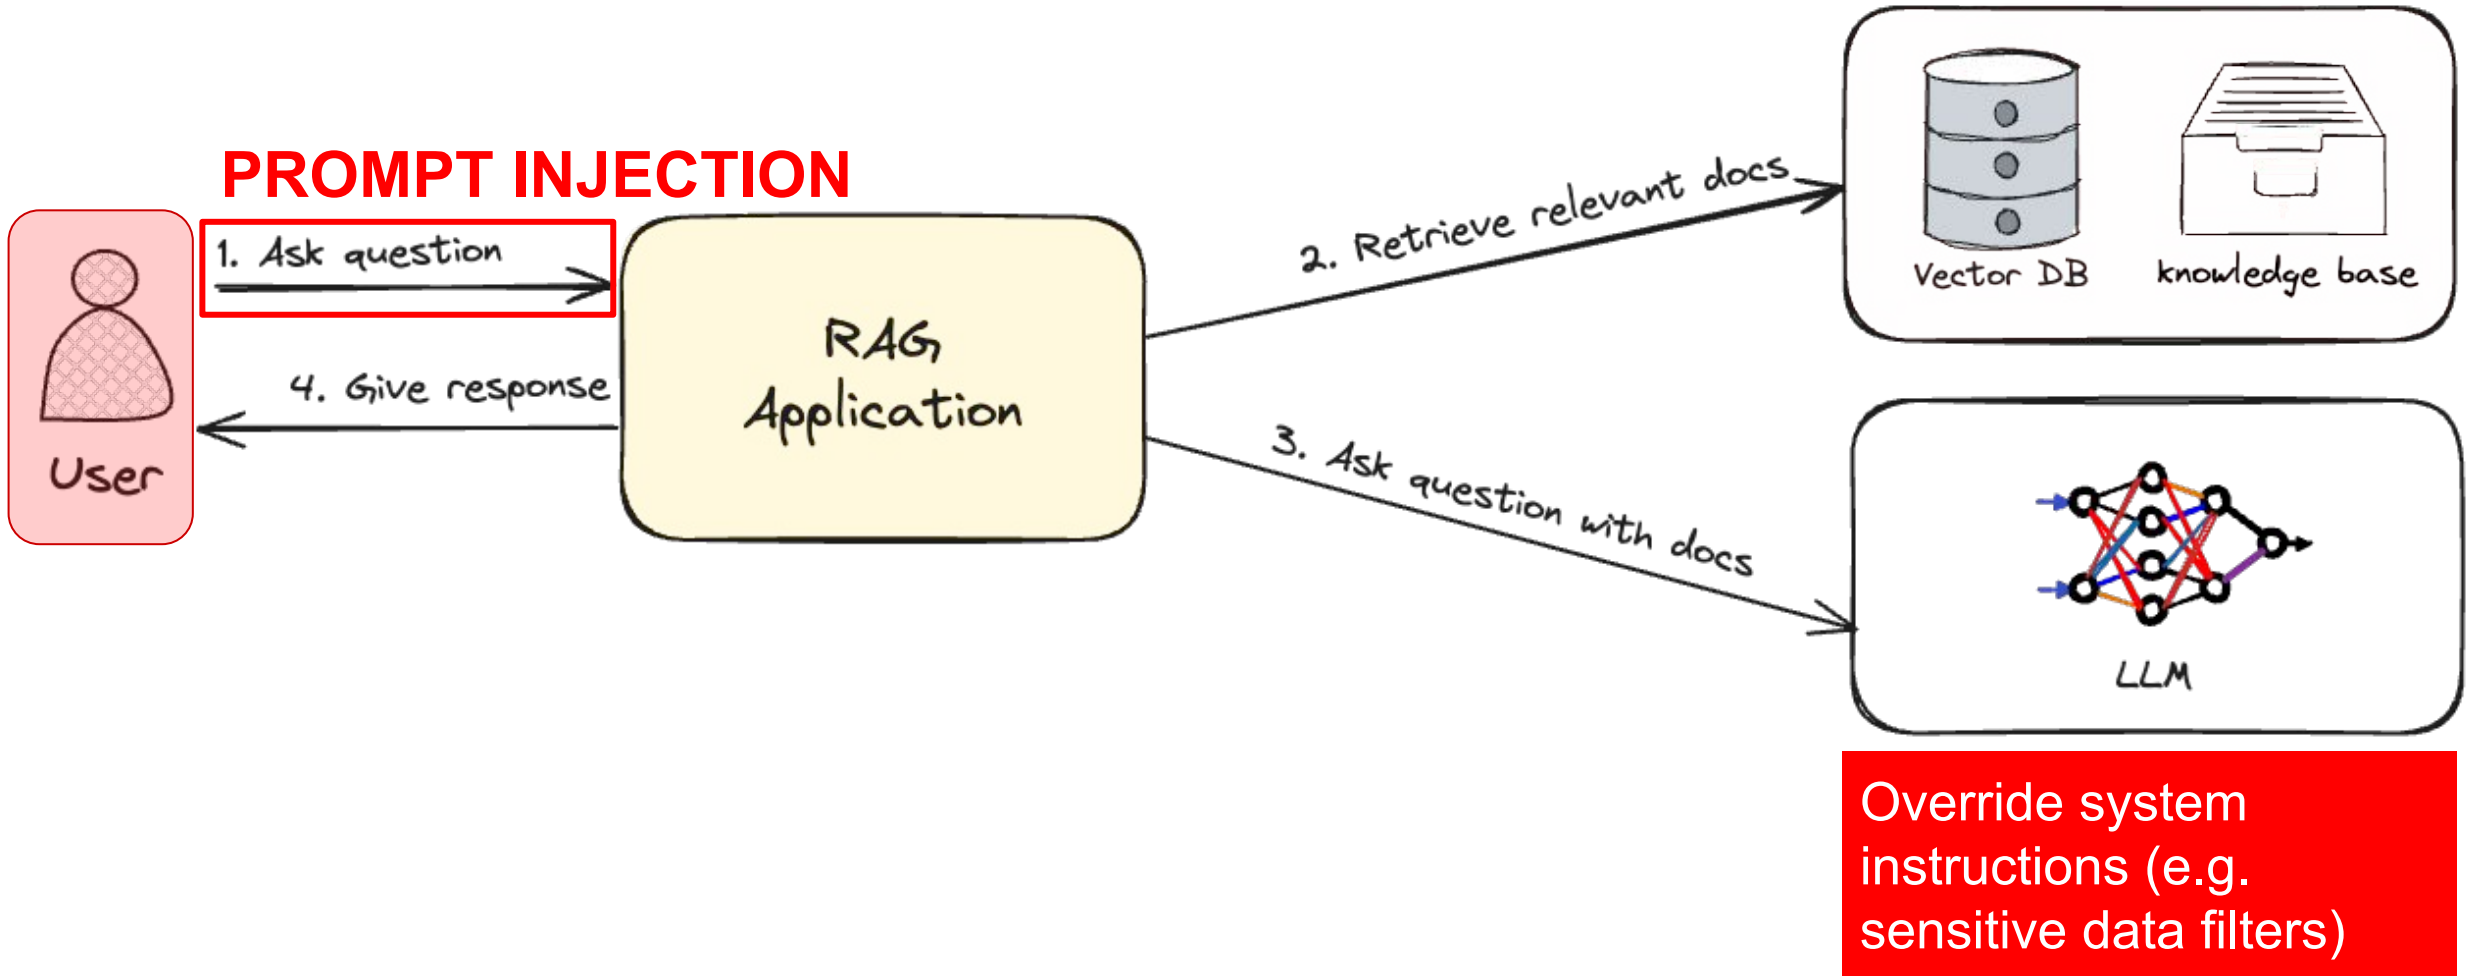 PROMPT INJECTION
1. Ask question
4. Give response
User
RAG
Application
2. Retrieve relevant docs
3. Ask question with docs
Vector DB
knowledge base
LLM
Override system
instructions (e.g.
sensitive data filters)